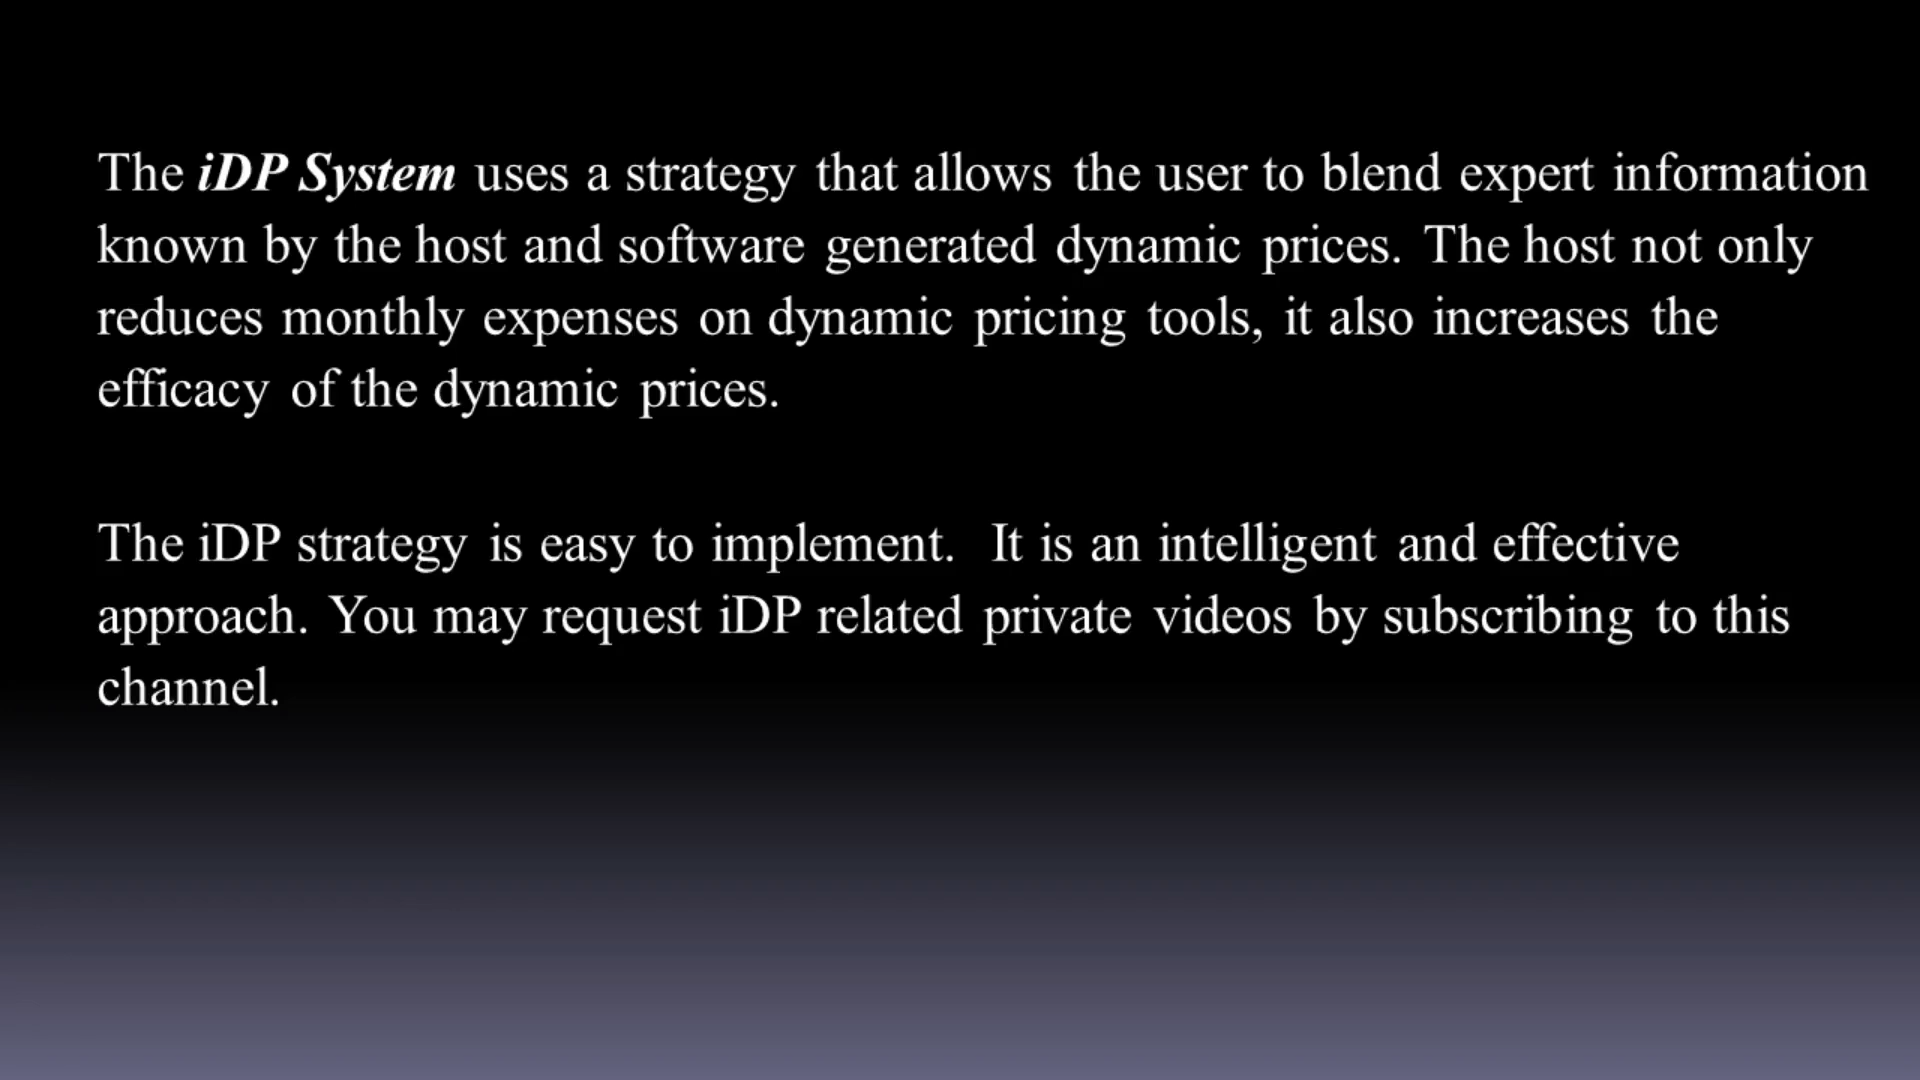 The iDP System uses a strategy that allows the user to blend expert information
known by the host and software generated dynamic prices. The host not only
reduces monthly expenses on dynamic pricing tools, it also increases the
efficacy of the dynamic prices.
The iDP strategy is easy to implement.  It is an intelligent and effective
approach. You may request iDP related private videos by subscribing to this
channel.